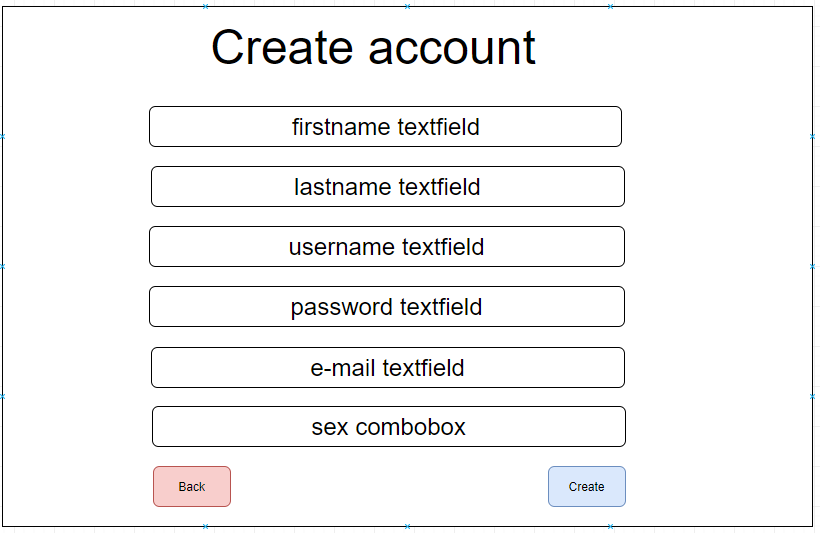 Create account
firstname textfield
lastname textfield
username textfield
password textfield
e-mail textfield
sex combobox
Back
Create